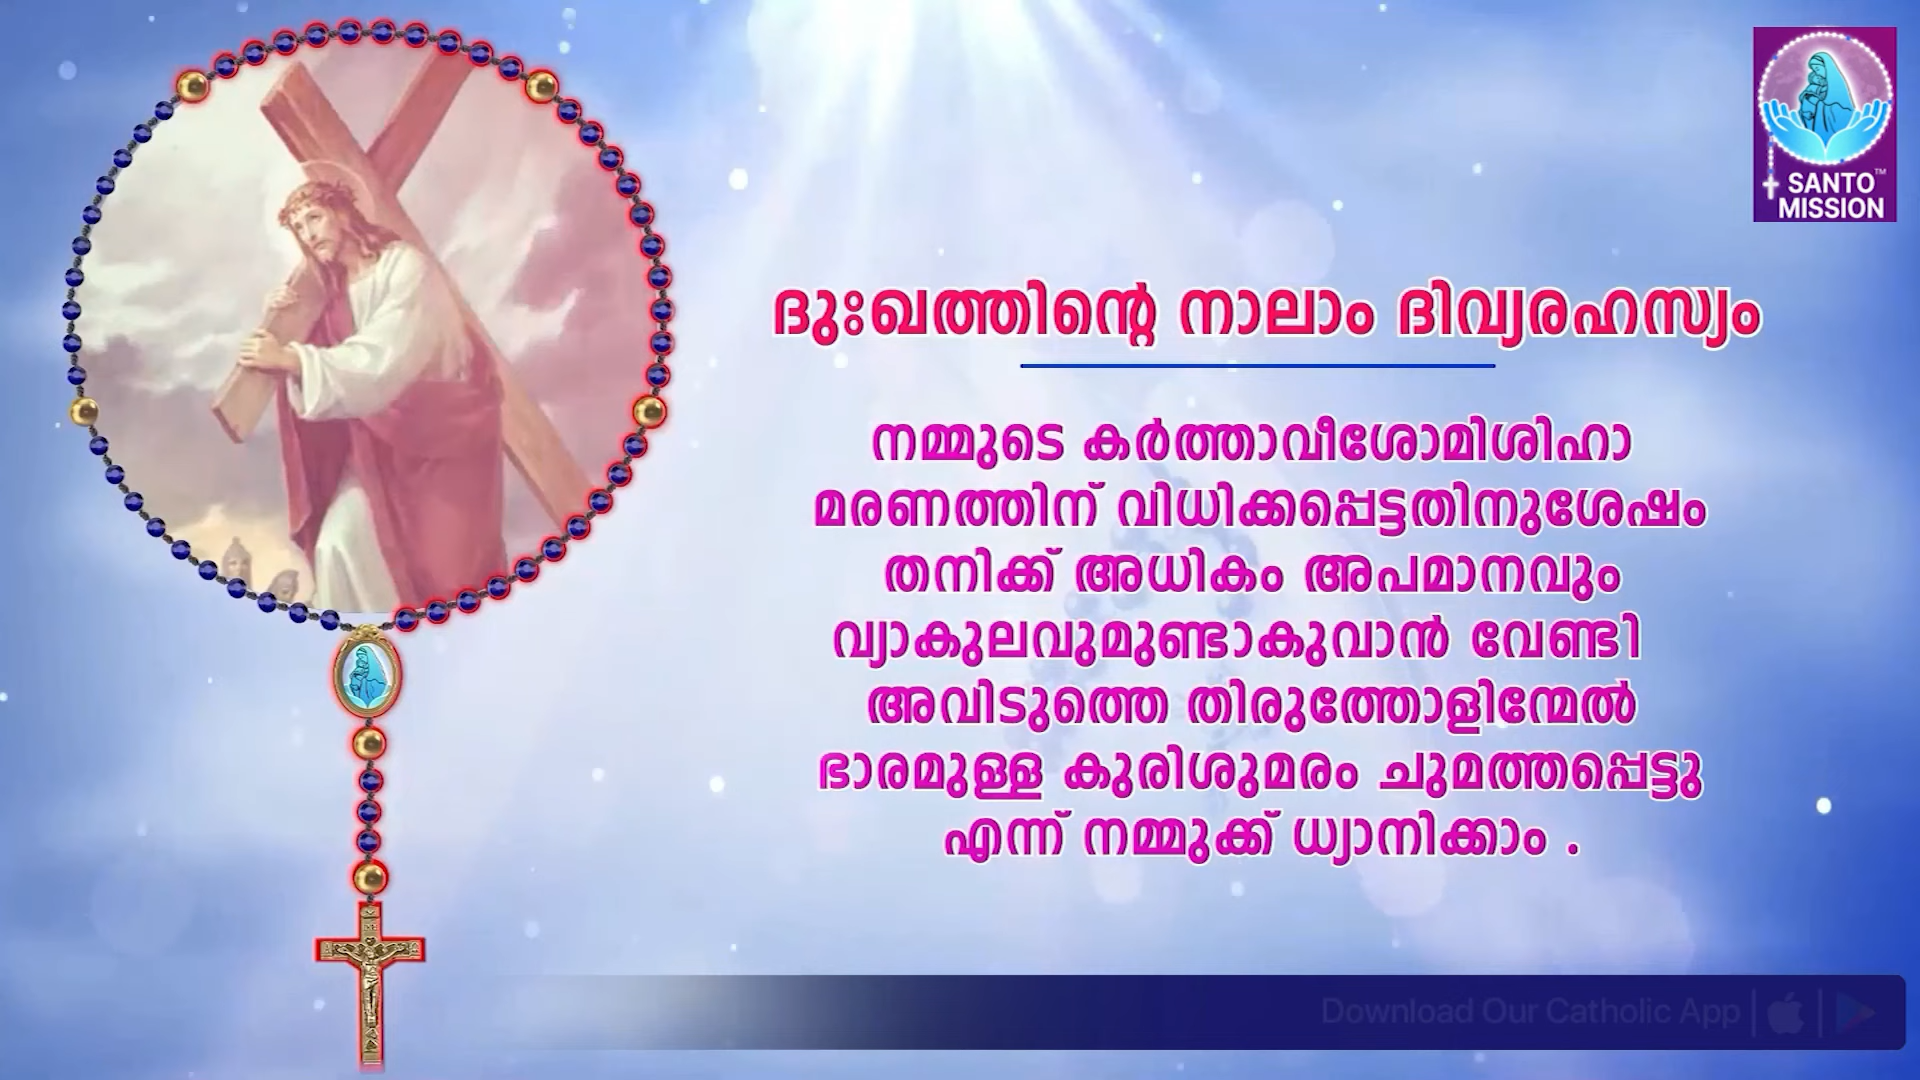 SANTO™
MISSION
ദുഃഖത്തിന്റെ നാലാം ദിവ്യരഹസ്യം
നമ്മുടെ കർത്താവീശോമിശിഹാ
മരണത്തിന് വിധിക്കപ്പെട്ടതിനുശേഷം
തനിക്ക് അധികം അപമാനവും
വ്യാകുലവുമുണ്ടാകുവാൻ വേണ്ടി
അവിടുത്തെ തിരുത്തോളിന്മേൽ
ഭാരമുള്ള കുരിശുമരം ചുമത്തപ്പെട്ടു
എന്ന് നമ്മുക്ക് ധ്യാനിക്കാം .
Download Our Catholic App